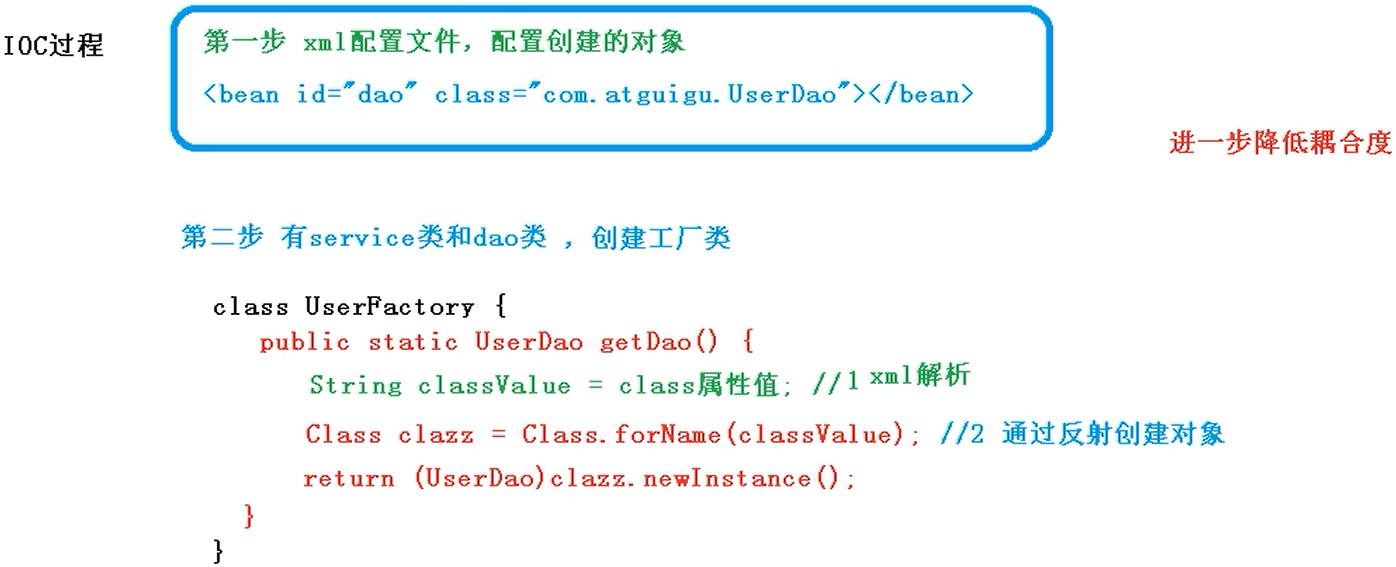 IOC过程
第一步 xml配置文件，配置创建的对象
<bean id="dao" class="com.atguigu.UserDao"></bean>
进一步降低耦合度
第二步 有service类和dao类 ，创建工厂类
class UserFactory {
public static UserDao getDao() {
String classValue = class属性值; //1 xml解析
Class clazz = Class.forName(classValue); //2 通过反射创建对象
return (UserDao)clazz.newInstance();
}
}